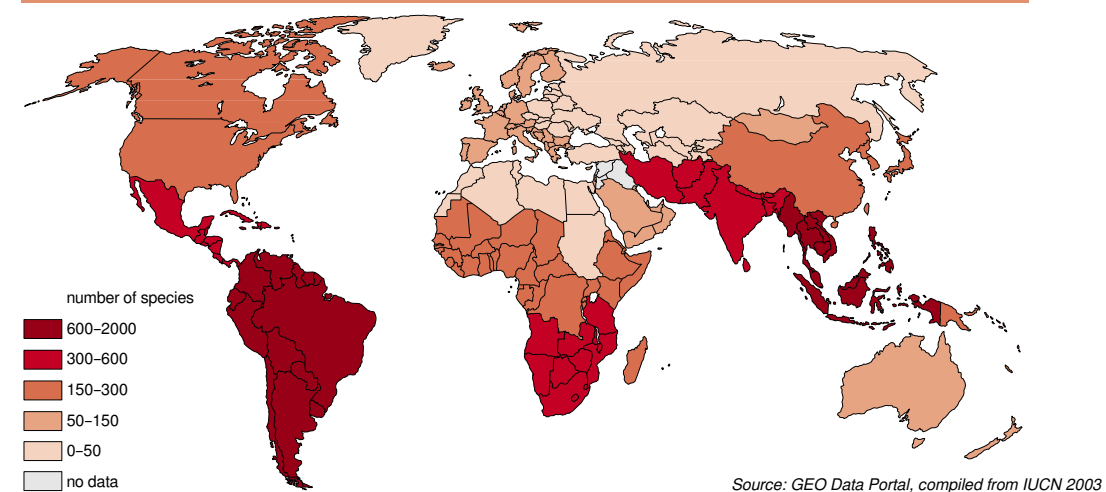 number of species
600–2000
300–600
150–300
50–150
0–50
no data
Source: GEO Data Portal, compiled from IUCN 2003